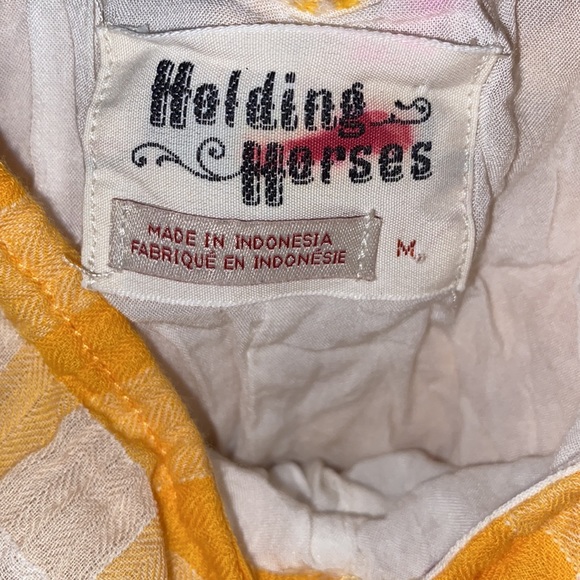 Holding
Horses
MADE IN INDONESIA
FABRIQUÉ EN INDONÉSIE
M